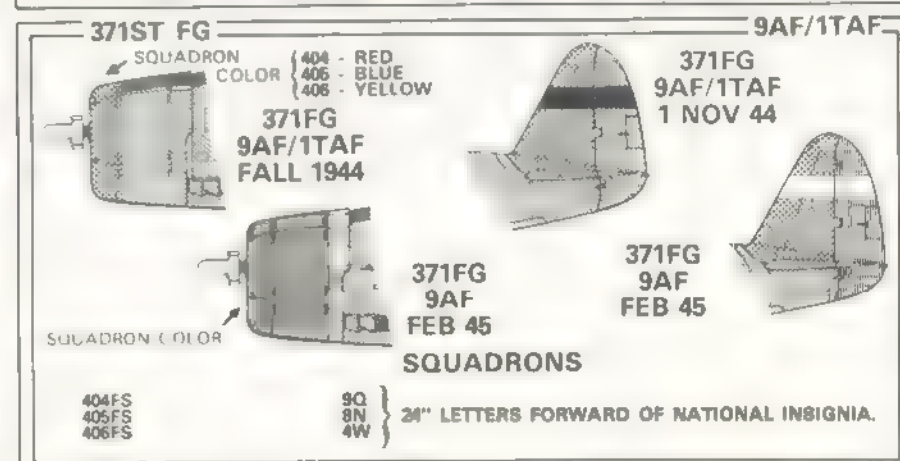 371ST FG
9AF/1TAF
SQUADRON
COLOR
404 - RED
405 - BLUE
406 - YELLOW
371FG
9AF/1TAF
FALL 1944
371FG
9AF/1TAF
1 NOV 44
371FG
9AF
FEB 45
371FG
9AF
FEB 45
SQUADRON COLOR
SQUADRONS
404FS 9Q
405FS 8N
406FS 4W
24" LETTERS FORWARD OF NATIONAL INSIGNIA.